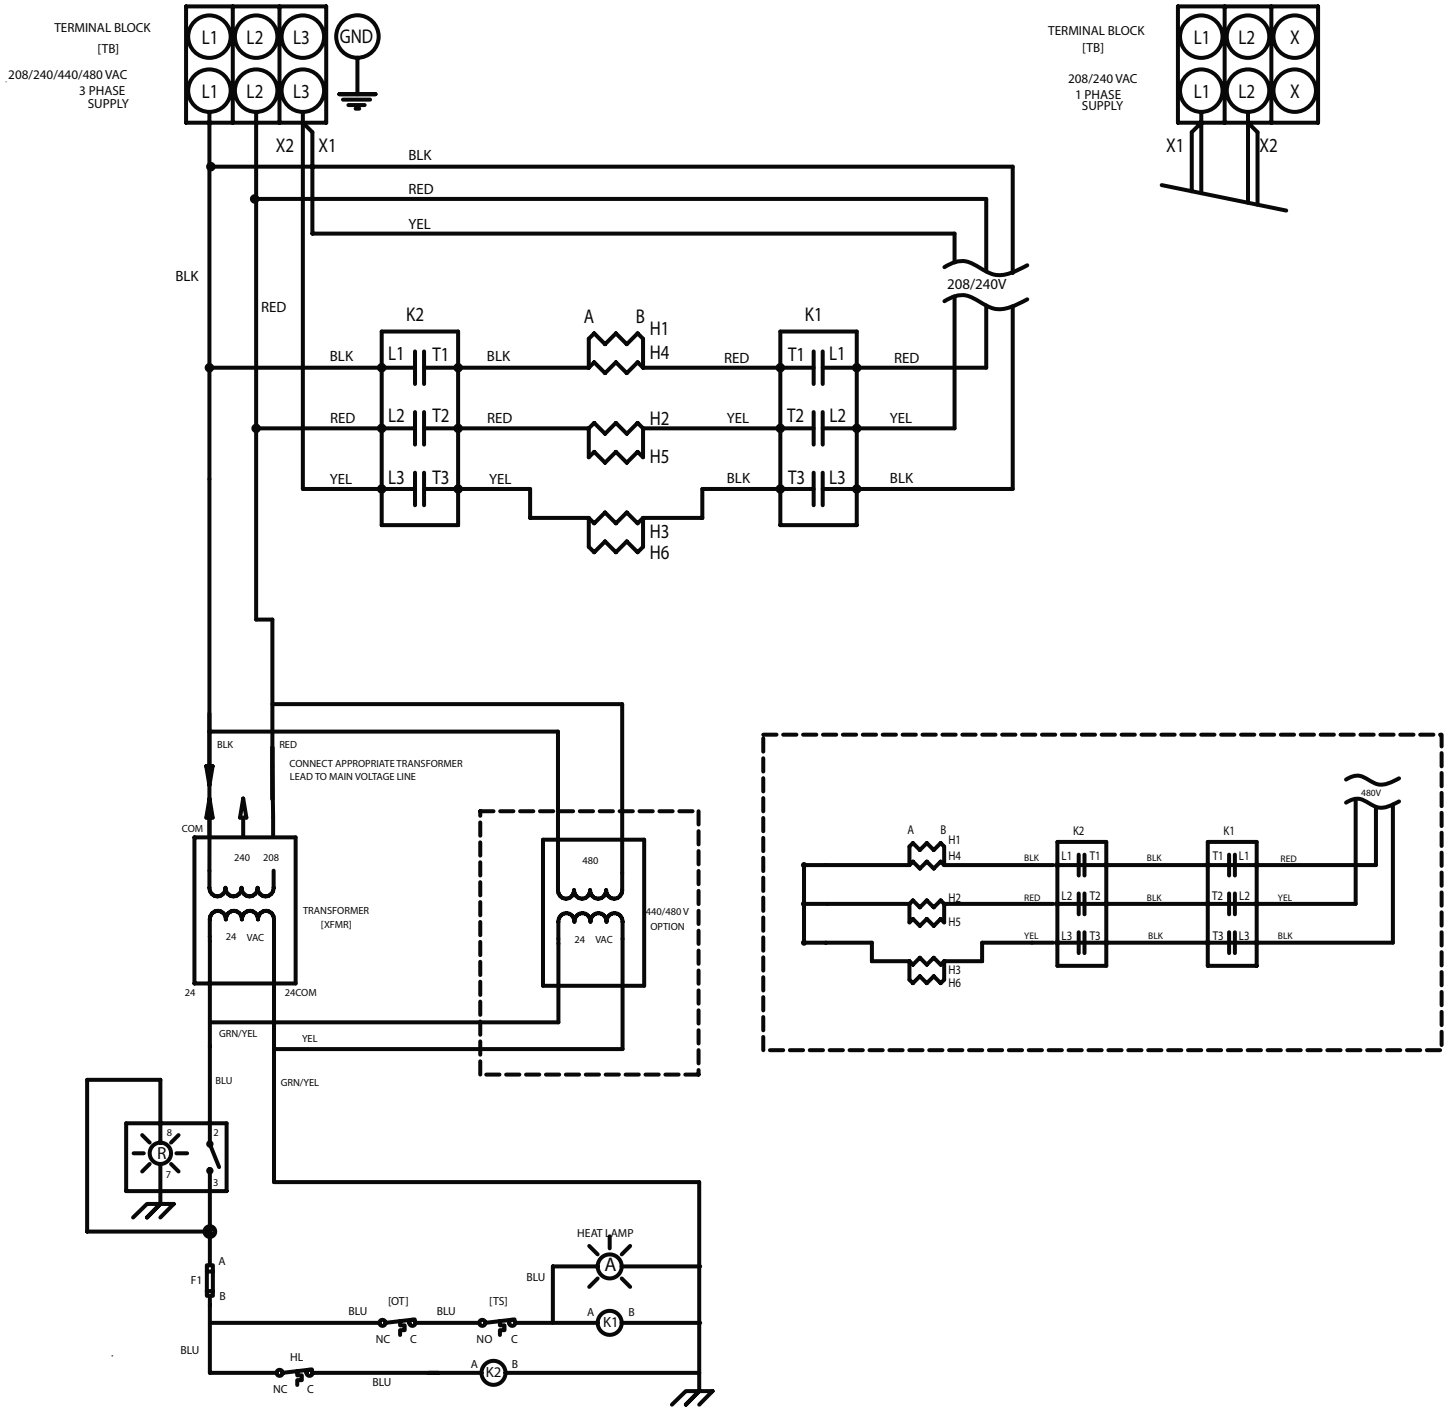 TERMINAL BLOCK
[TB]
208/240/440/480 VAC
3 PHASE
SUPPLY
L1 L2 L3 GND
L1 L2 L3
X2 X1
TERMINAL BLOCK
[TB]
208/240 VAC
1 PHASE
SUPPLY
L1 L2 X
L1 L2 X
X1 X2
BLK
RED
YEL
BLK
RED
208/240V
K2 A B H1 K1
H4
BLK L1 T1 BLK RED T1 L1 RED
RED L2 T2 RED H2 YEL T2 L2 YEL
H5
YEL L3 T3 YEL BLK T3 L3 BLK
H3
H6
BLK RED
CONNECT APPROPRIATE TRANSFORMER
LEAD TO MAIN VOLTAGE LINE
COM
240 208
TRANSFORMER
[XFMR]
24 VAC
24 24COM
480
440/480 V
OPTION
24 VAC
GRN/YEL YEL
BLU GRN/YEL
480V
A B K2 K1
H1
H4 BLK L1 T1 BLK T1 L1 RED
H2 RED L2 T2 BLK T2 L2 YEL
H5
YEL L3 T3 BLK T3 L3 BLK
H3
H6
8 2
R
7 3
F1 A
B
HEAT LAMP
A
BLU
BLU [OT] BLU [TS] A K1 B
NC C NO C
BLU
HL A K2 B
NC C BLU